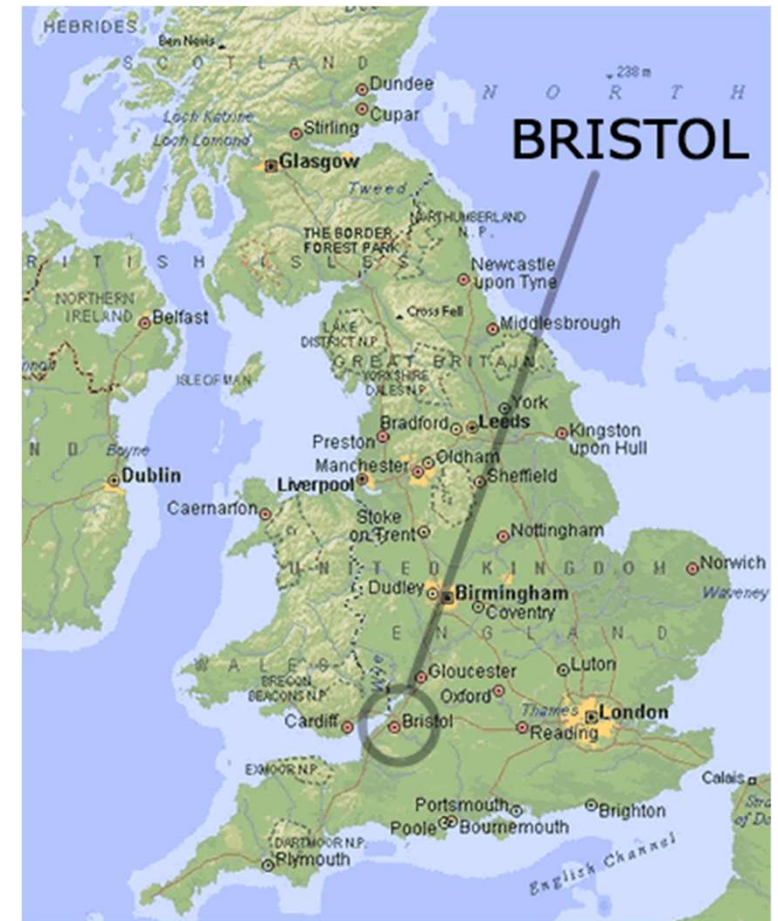 HEBRIDES
Ben Nevis
SCOTLAND
Dundee
238 m
NORTH
Cupar
Loch Katrine
Stirling
Loch Lomond
BRISTOL
Glasgow
Tweed
NORTHUMBERLAND
N. P.
THE BORDER
FOREST PARK
RITISH ISLES
Newcastle
upon Tyne
NORTHERN
IRELAND
Belfast
Cross Fell
Middlesbrough
LAKE
DISTRICT N.P.
GREAT BRITAIN
YORKSHIRE
DALES N.P.
ISLE OF MAN
York
Bradford
Leeds
Kingston
upon Hull
Preston
ND
Boyne
Dublin
Manchester
Oldham
Liverpool
Sheffield
Caernarfon
Stoke
on Trent
Nottingham
UNITED KINGDOM
Norwich
Dudley
Birmingham
Waveney
Coventry
ENGLAND
WALES
Wye
Gloucester
Luton
BRECON
BEACONS N.P.
Oxford
Thames
London
Cardiff
Bristol
Reading
EXMOOR N.P.
Calais
Portsmouth
Brighton
Poole
Bournemouth
DARTMOOR N.P.
Plymouth
English Channel